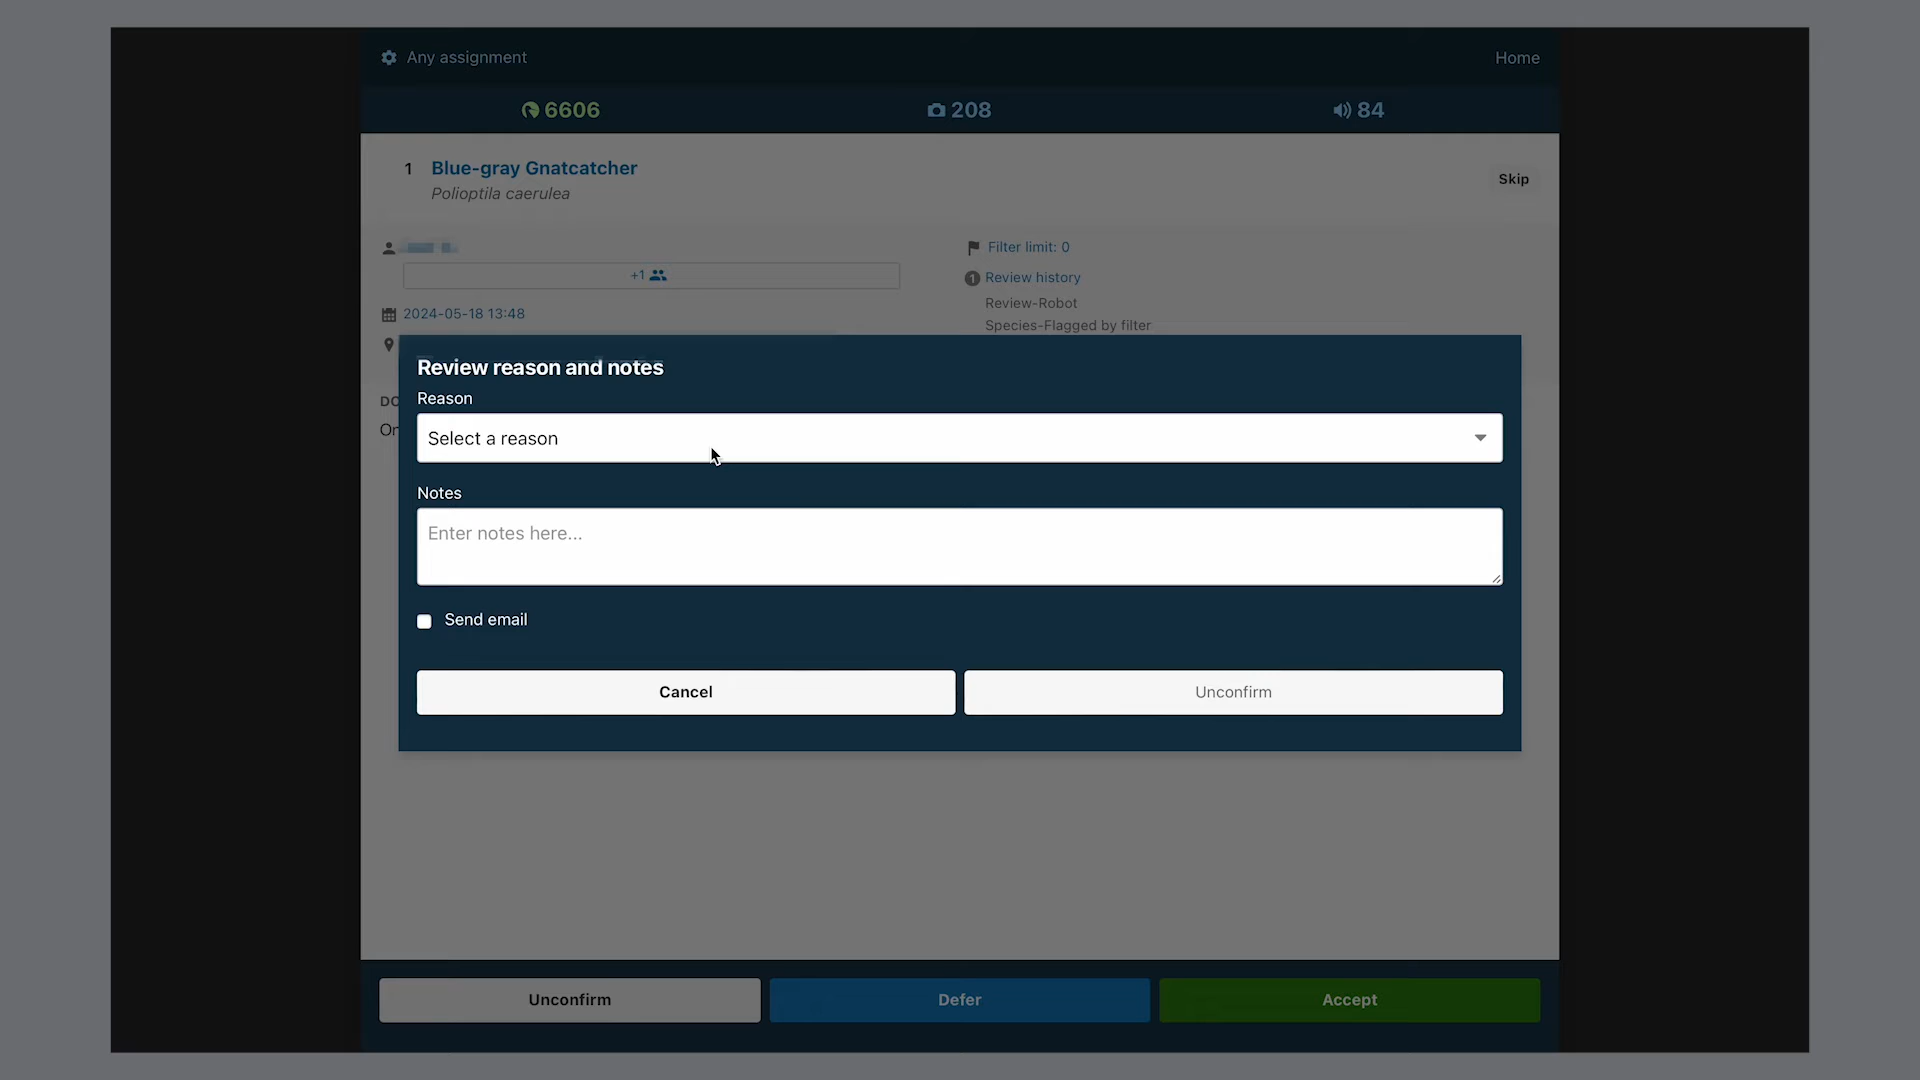 Any assignment
Home
6606
208
84
1 Blue-gray Gnatcatcher
Polioptila caerulea
Skip
+1
2024-05-18 13:48
Filter limit: 0
1 Review history
Review-Robot
Species-Flagged by filter
Review reason and notes
Reason
Select a reason
Notes
Enter notes here...
Send email
Cancel
Unconfirm
Unconfirm
Defer
Accept